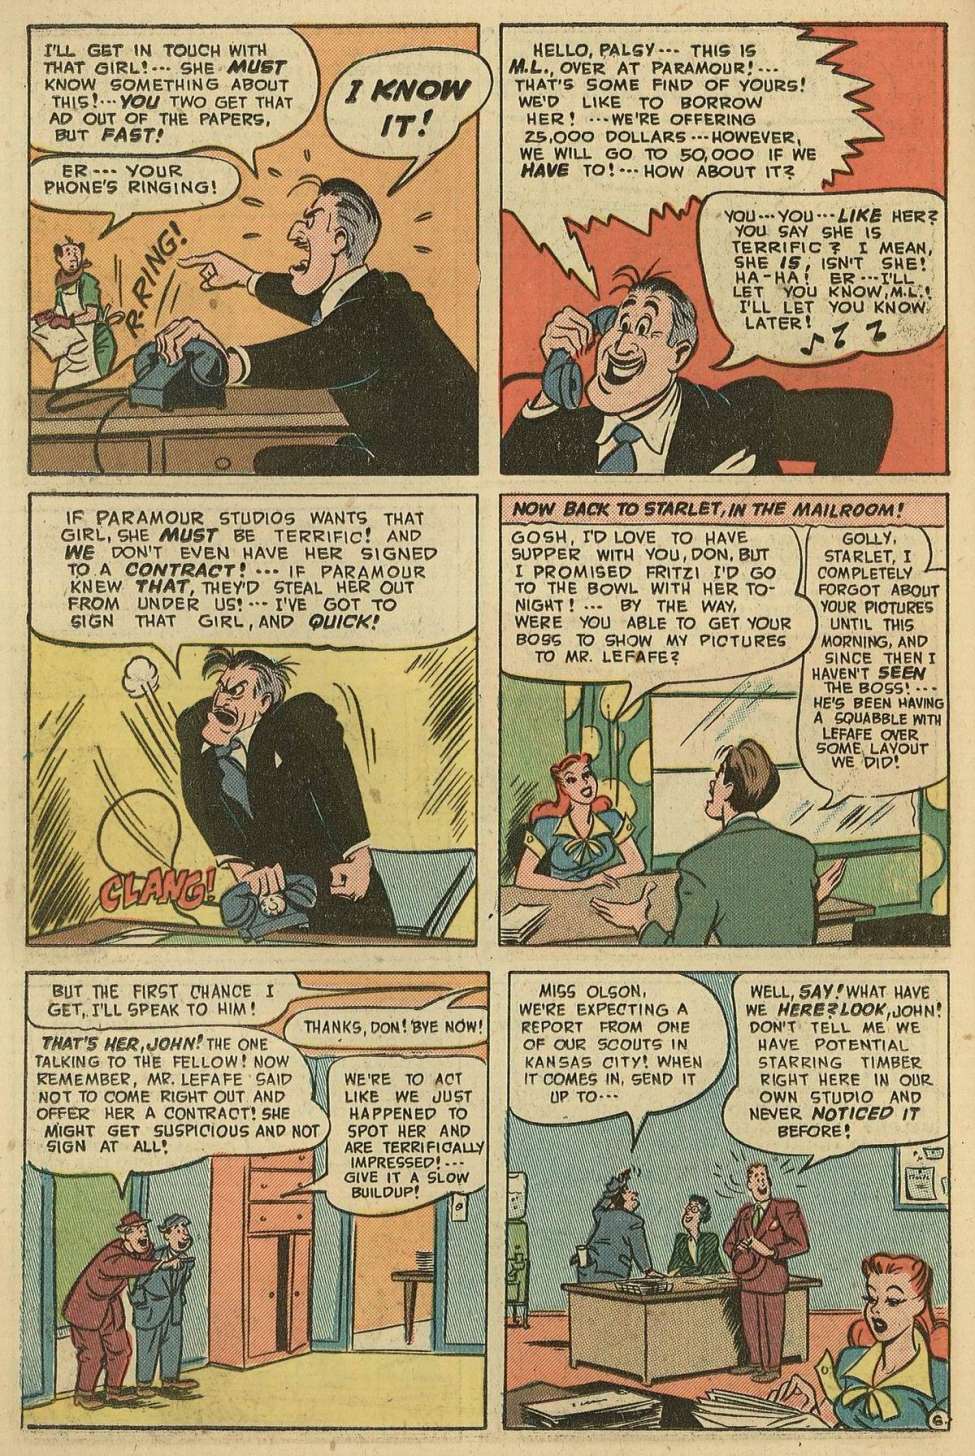 I'LL GET IN TOUCH WITH
THAT GIRL!--- SHE MUST
KNOW SOMETHING ABOUT
THIS!--- YOU TWO GET THAT
AD OUT OF THE PAPERS,
BUT FAST!
I KNOW
IT!
ER--- YOUR
PHONE'S RINGING!
R-RING!
HELLO, PALSY--- THIS IS
M.L., OVER AT PARAMOUR!---
THAT'S SOME FIND OF YOURS!
WE'D LIKE TO BORROW
HER! ---WE'RE OFFERING
25,000 DOLLARS---HOWEVER,
WE WILL GO TO 50,000 IF WE
HAVE TO!---HOW ABOUT IT?
YOU---YOU---LIKE HER?
YOU SAY SHE IS
TERRIFIC? I MEAN,
SHE IS, ISN'T SHE!
HA-HA! ER---I'LL
LET YOU KNOW, M.L.!
I'LL LET YOU KNOW
LATER!
IF PARAMOUR STUDIOS WANTS THAT
GIRL, SHE MUST BE TERRIFIC! AND
WE DON'T EVEN HAVE HER SIGNED
TO A CONTRACT!--- IF PARAMOUR
KNEW THAT, THEY'D STEAL HER OUT
FROM UNDER US!---I'VE GOT TO
SIGN THAT GIRL, AND QUICK!
CLANG!
NOW BACK TO STARLET, IN THE MAILROOM!
GOSH, I'D LOVE TO HAVE
SUPPER WITH YOU, DON, BUT
I PROMISED FRITZI I'D GO
TO THE BOWL WITH HER TO-
NIGHT! --- BY THE WAY,
WERE YOU ABLE TO GET YOUR
BOSS TO SHOW MY PICTURES
TO MR. LEFAFE?
GOLLY,
STARLET, I
COMPLETELY
FORGOT ABOUT
YOUR PICTURES
UNTIL THIS
MORNING, AND
SINCE THEN I
HAVEN'T SEEN
THE BOSS!---
HE'S BEEN HAVING
A SQUABBLE WITH
LEFAFE OVER
SOME LAYOUT
WE DID!
BUT THE FIRST CHANCE I
GET, I'LL SPEAK TO HIM!
THANKS, DON! 'BYE NOW!
THAT'S HER, JOHN! THE ONE
TALKING TO THE FELLOW! NOW
REMEMBER, MR. LEFAFE SAID
NOT TO COME RIGHT OUT AND
OFFER HER A CONTRACT! SHE
MIGHT GET SUSPICIOUS AND NOT
SIGN AT ALL!
WE'RE TO ACT
LIKE WE JUST
HAPPENED TO
SPOT HER AND
ARE TERRIFICALLY
IMPRESSED!---
GIVE IT A SLOW
BUILDUP!
MISS OLSON,
WE'RE EXPECTING A
REPORT FROM ONE
OF OUR SCOUTS IN
KANSAS CITY! WHEN
IT COMES IN, SEND IT
UP TO---
WELL, SAY! WHAT HAVE
WE HERE? LOOK, JOHN!
DON'T TELL ME WE
HAVE POTENTIAL
STARRING TIMBER
RIGHT HERE IN OUR
OWN STUDIO AND
NEVER NOTICED IT
BEFORE!
6